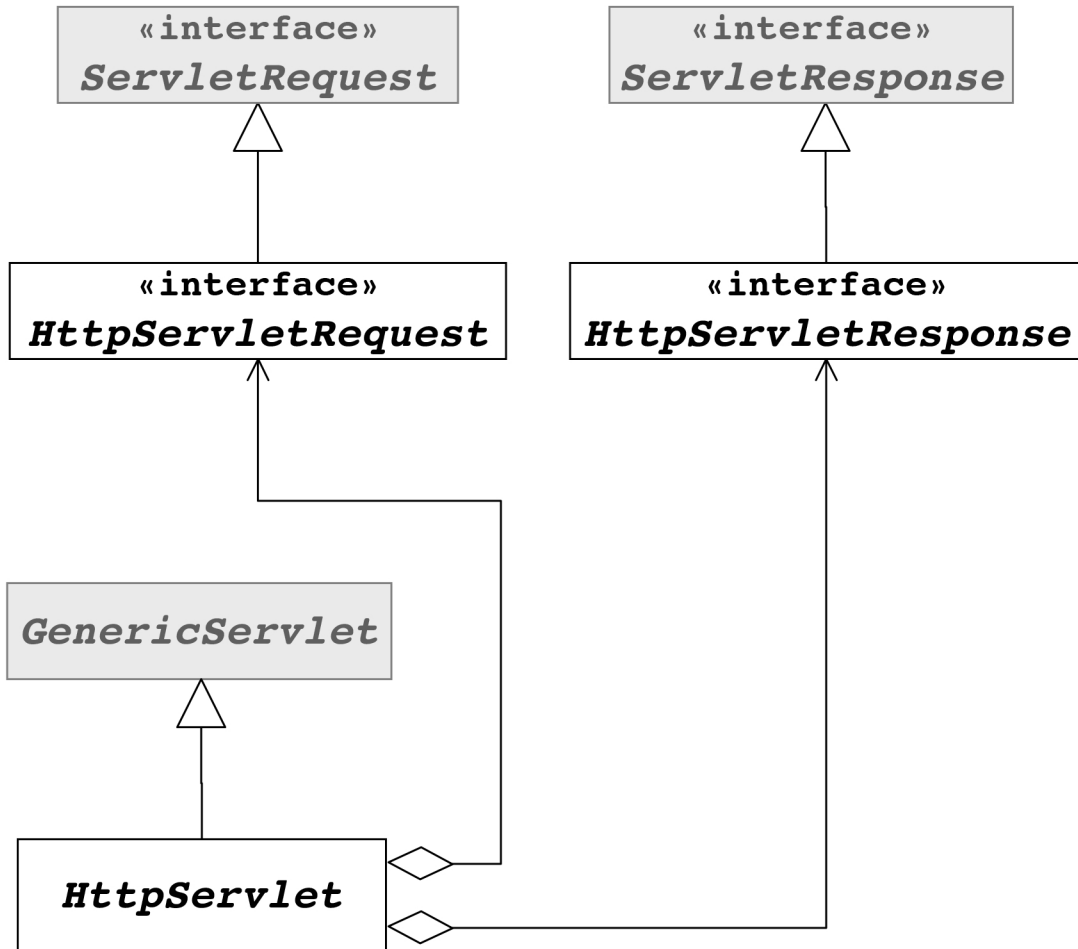 «interface»
ServletRequest
«interface»
ServletResponse
«interface»
HttpServletRequest
«interface»
HttpServletResponse
GenericServlet
HttpServlet